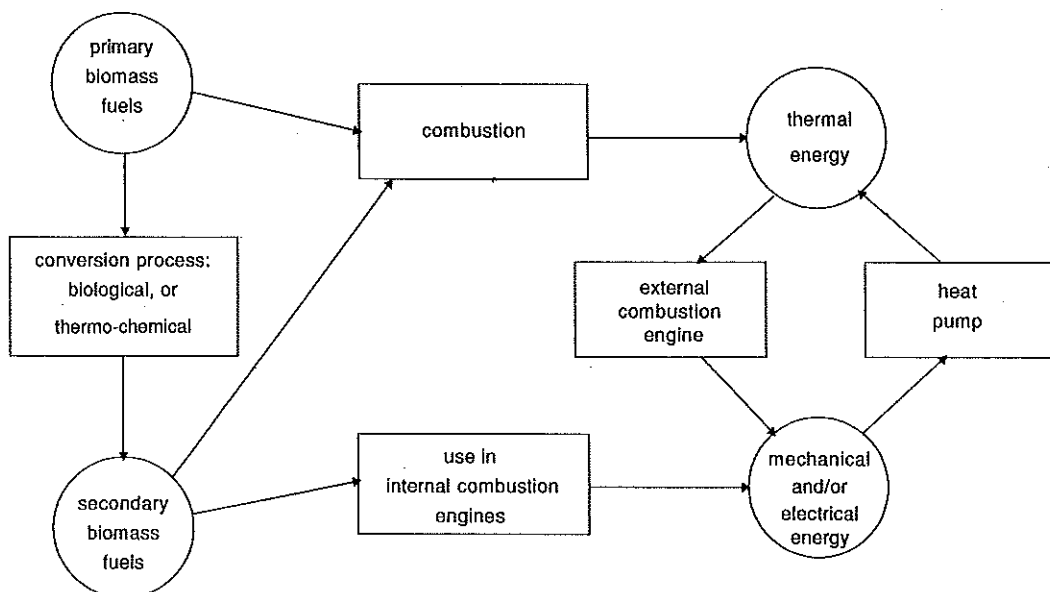 primary
biomass
fuels
combustion
thermal
energy
conversion process:
biological, or
thermo-chemical
external
combustion
engine
heat
pump
secondary
biomass
fuels
use in
internal combustion
engines
mechanical
and/or
electrical
energy